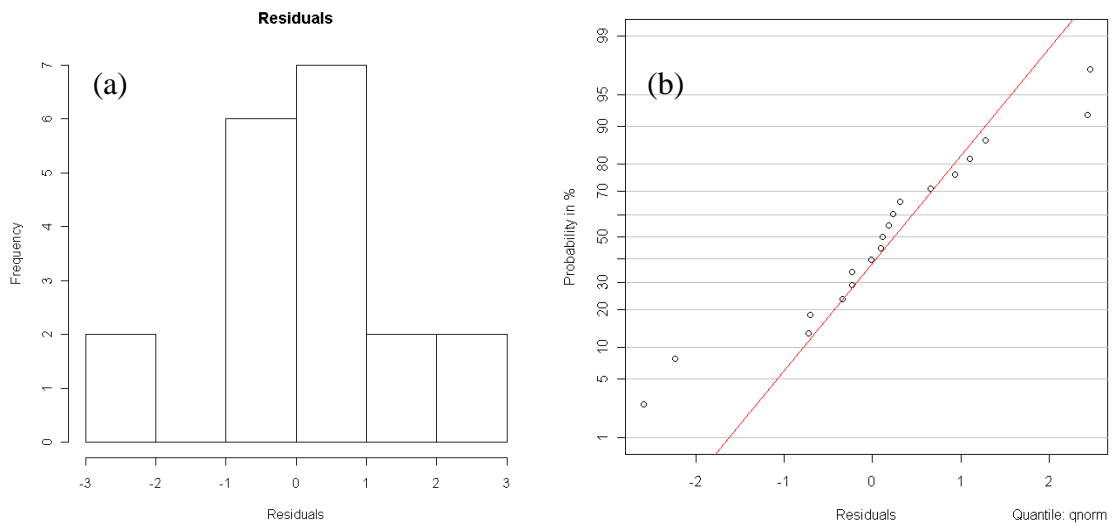 Residuals
(a)
Frequency
7
6
5
4
3
2
1
0
-3 -2 -1 0 1 2 3
Residuals
(b)
Probability in %
99
95
90
80
70
50
30
20
10
5
1
-2 -1 0 1 2
Residuals
Quantile: qnorm